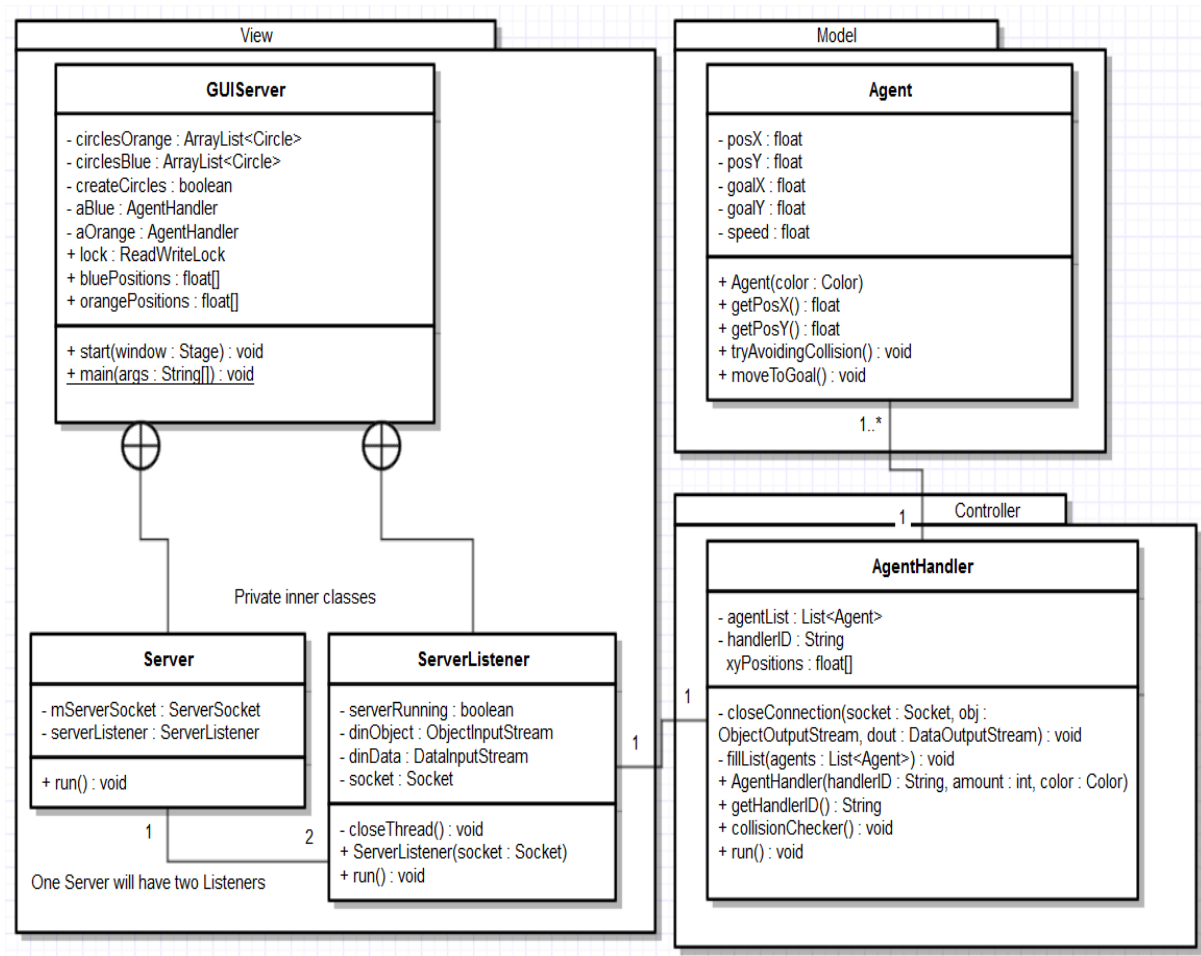 View
GUIServer
- circlesOrange : ArrayList<Circle>
- circlesBlue : ArrayList<Circle>
- createCircles : boolean
- aBlue : AgentHandler
- aOrange : AgentHandler
+ lock : ReadWriteLock
+ bluePositions : float[]
+ orangePositions : float[]
+ start(window : Stage) : void
+ main(args : String[]) : void
Private inner classes
Server
- mServerSocket : ServerSocket
- serverListener : ServerListener
+ run() : void
1
2
One Server will have two Listeners
ServerListener
- serverRunning : boolean
- dinObject : ObjectInputStream
- dinData : DataInputStream
- socket : Socket
- closeThread() : void
+ ServerListener(socket : Socket)
+ run() : void
1
1
Model
Agent
- posX : float
- posY : float
- goalX : float
- goalY : float
- speed : float
+ Agent(color : Color)
+ getPosX() : float
+ getPosY() : float
+ tryAvoidingCollision() : void
+ moveToGoal() : void
1..*
1
Controller
AgentHandler
- agentList : List<Agent>
- handlerID : String
xyPositions : float[]
- closeConnection(socket : Socket, obj :
ObjectOutputStream, dout : DataOutputStream) : void
- fillList(agents : List<Agent>) : void
+ AgentHandler(handlerID : String, amount : int, color : Color)
+ getHandlerID() : String
+ collisionChecker() : void
+ run() : void